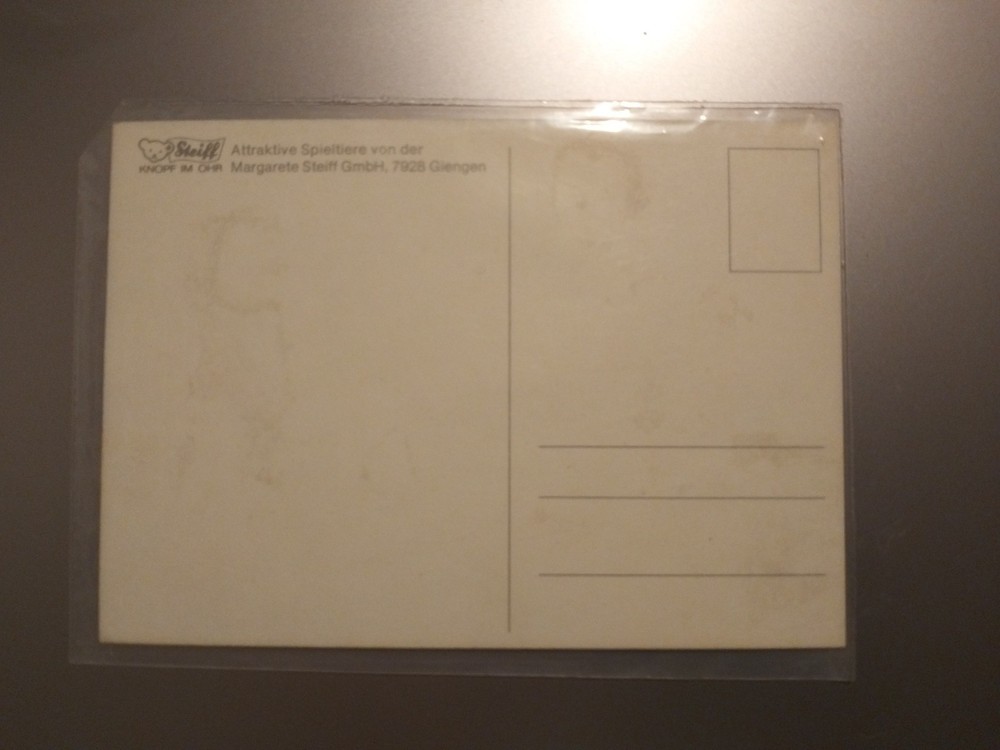 Steiff
KNOPF IM OHR
Attraktive Spieltiere von der
Margarete Steiff GmbH, 7928 Giengen